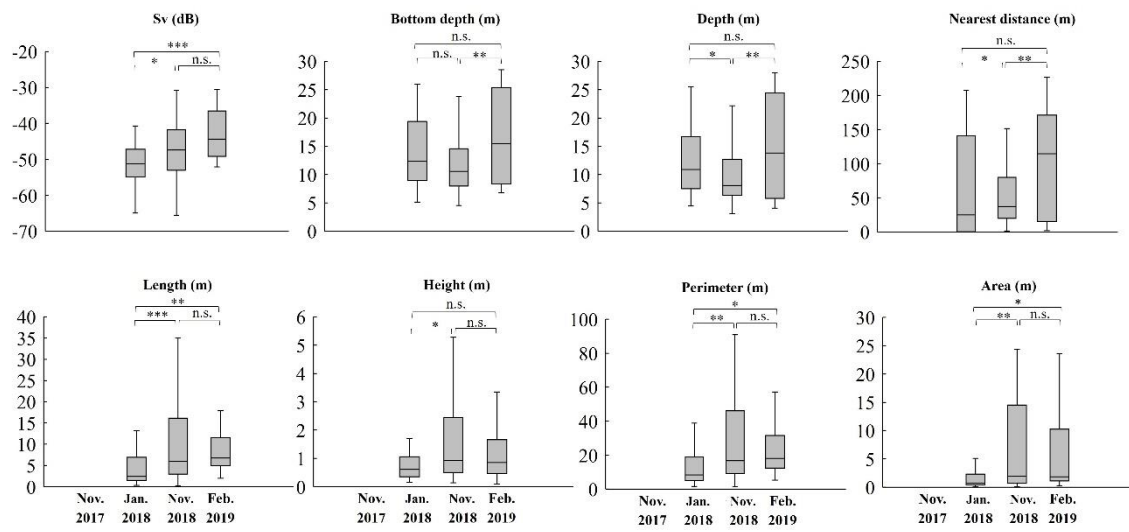 Sv (dB)
***
*
n.s.
-20
-30
-40
-50
-60
-70
Bottom depth (m)
n.s.
n.s.
**
30
25
20
15
10
5
0
Depth (m)
n.s.
*
**
30
25
20
15
10
5
0
Nearest distance (m)
n.s.
*
**
250
200
150
100
50
0
Length (m)
**
***
n.s.
40
35
30
25
20
15
10
5
0
Nov. Jan. Nov. Feb.
2017 2018 2018 2019
Height (m)
n.s.
*
n.s.
6
5
4
3
2
1
0
Nov. Jan. Nov. Feb.
2017 2018 2018 2019
Perimeter (m)
*
**
n.s.
100
80
60
40
20
0
Nov. Jan. Nov. Feb.
2017 2018 2018 2019
Area (m)
*
**
n.s.
30
25
20
15
10
5
0
Nov. Jan. Nov. Feb.
2017 2018 2018 2019